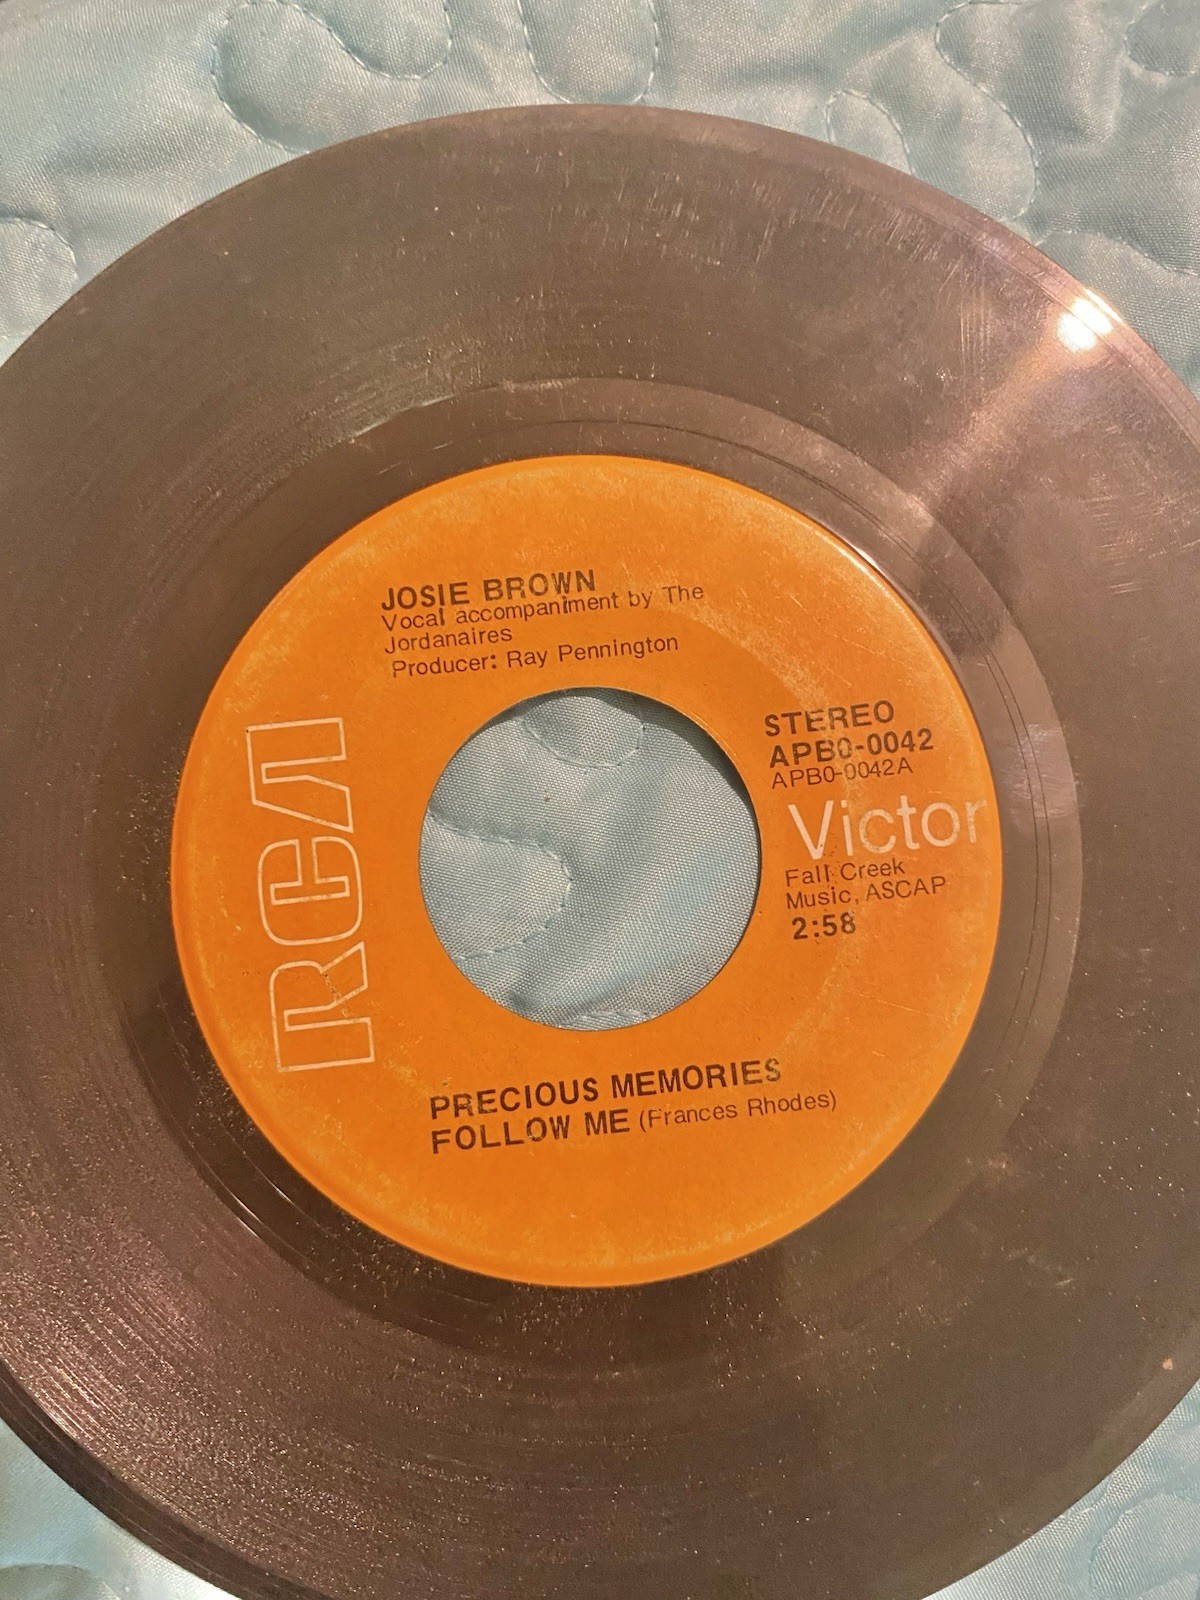 JOSIE BROWN
Vocal accompaniment by The
Jordanaires
Producer: Ray Pennington
RCA
STEREO
APB0-0042
APB0-0042A
Victor
Fall Creek
Music, ASCAP
2:58
PRECIOUS MEMORIES
FOLLOW ME (Frances Rhodes)